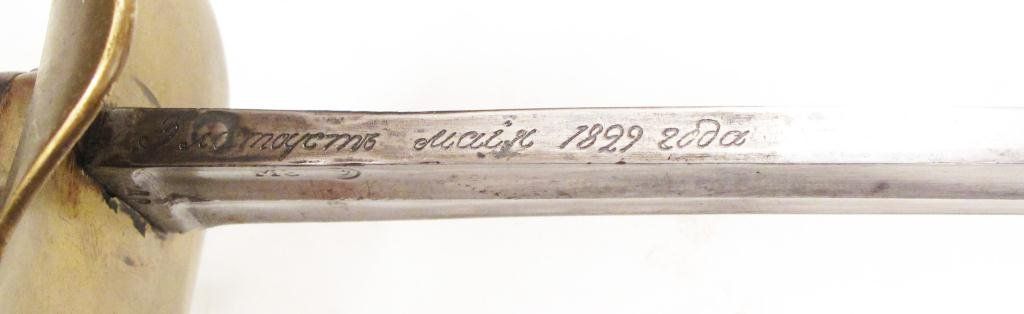 Златоустъ маія 1829 года